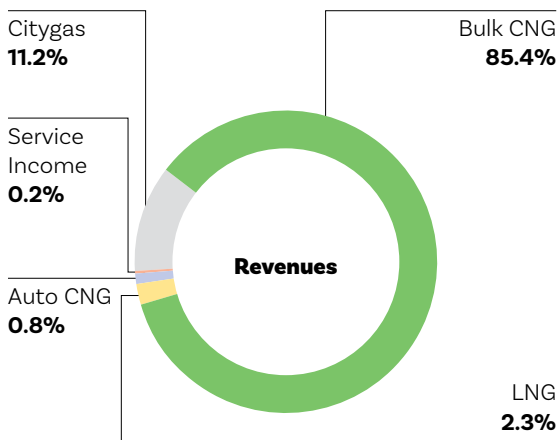 Citygas
11.2%
Bulk CNG
85.4%
Service
Income
0.2%
Revenues
Auto CNG
0.8%
LNG
2.3%